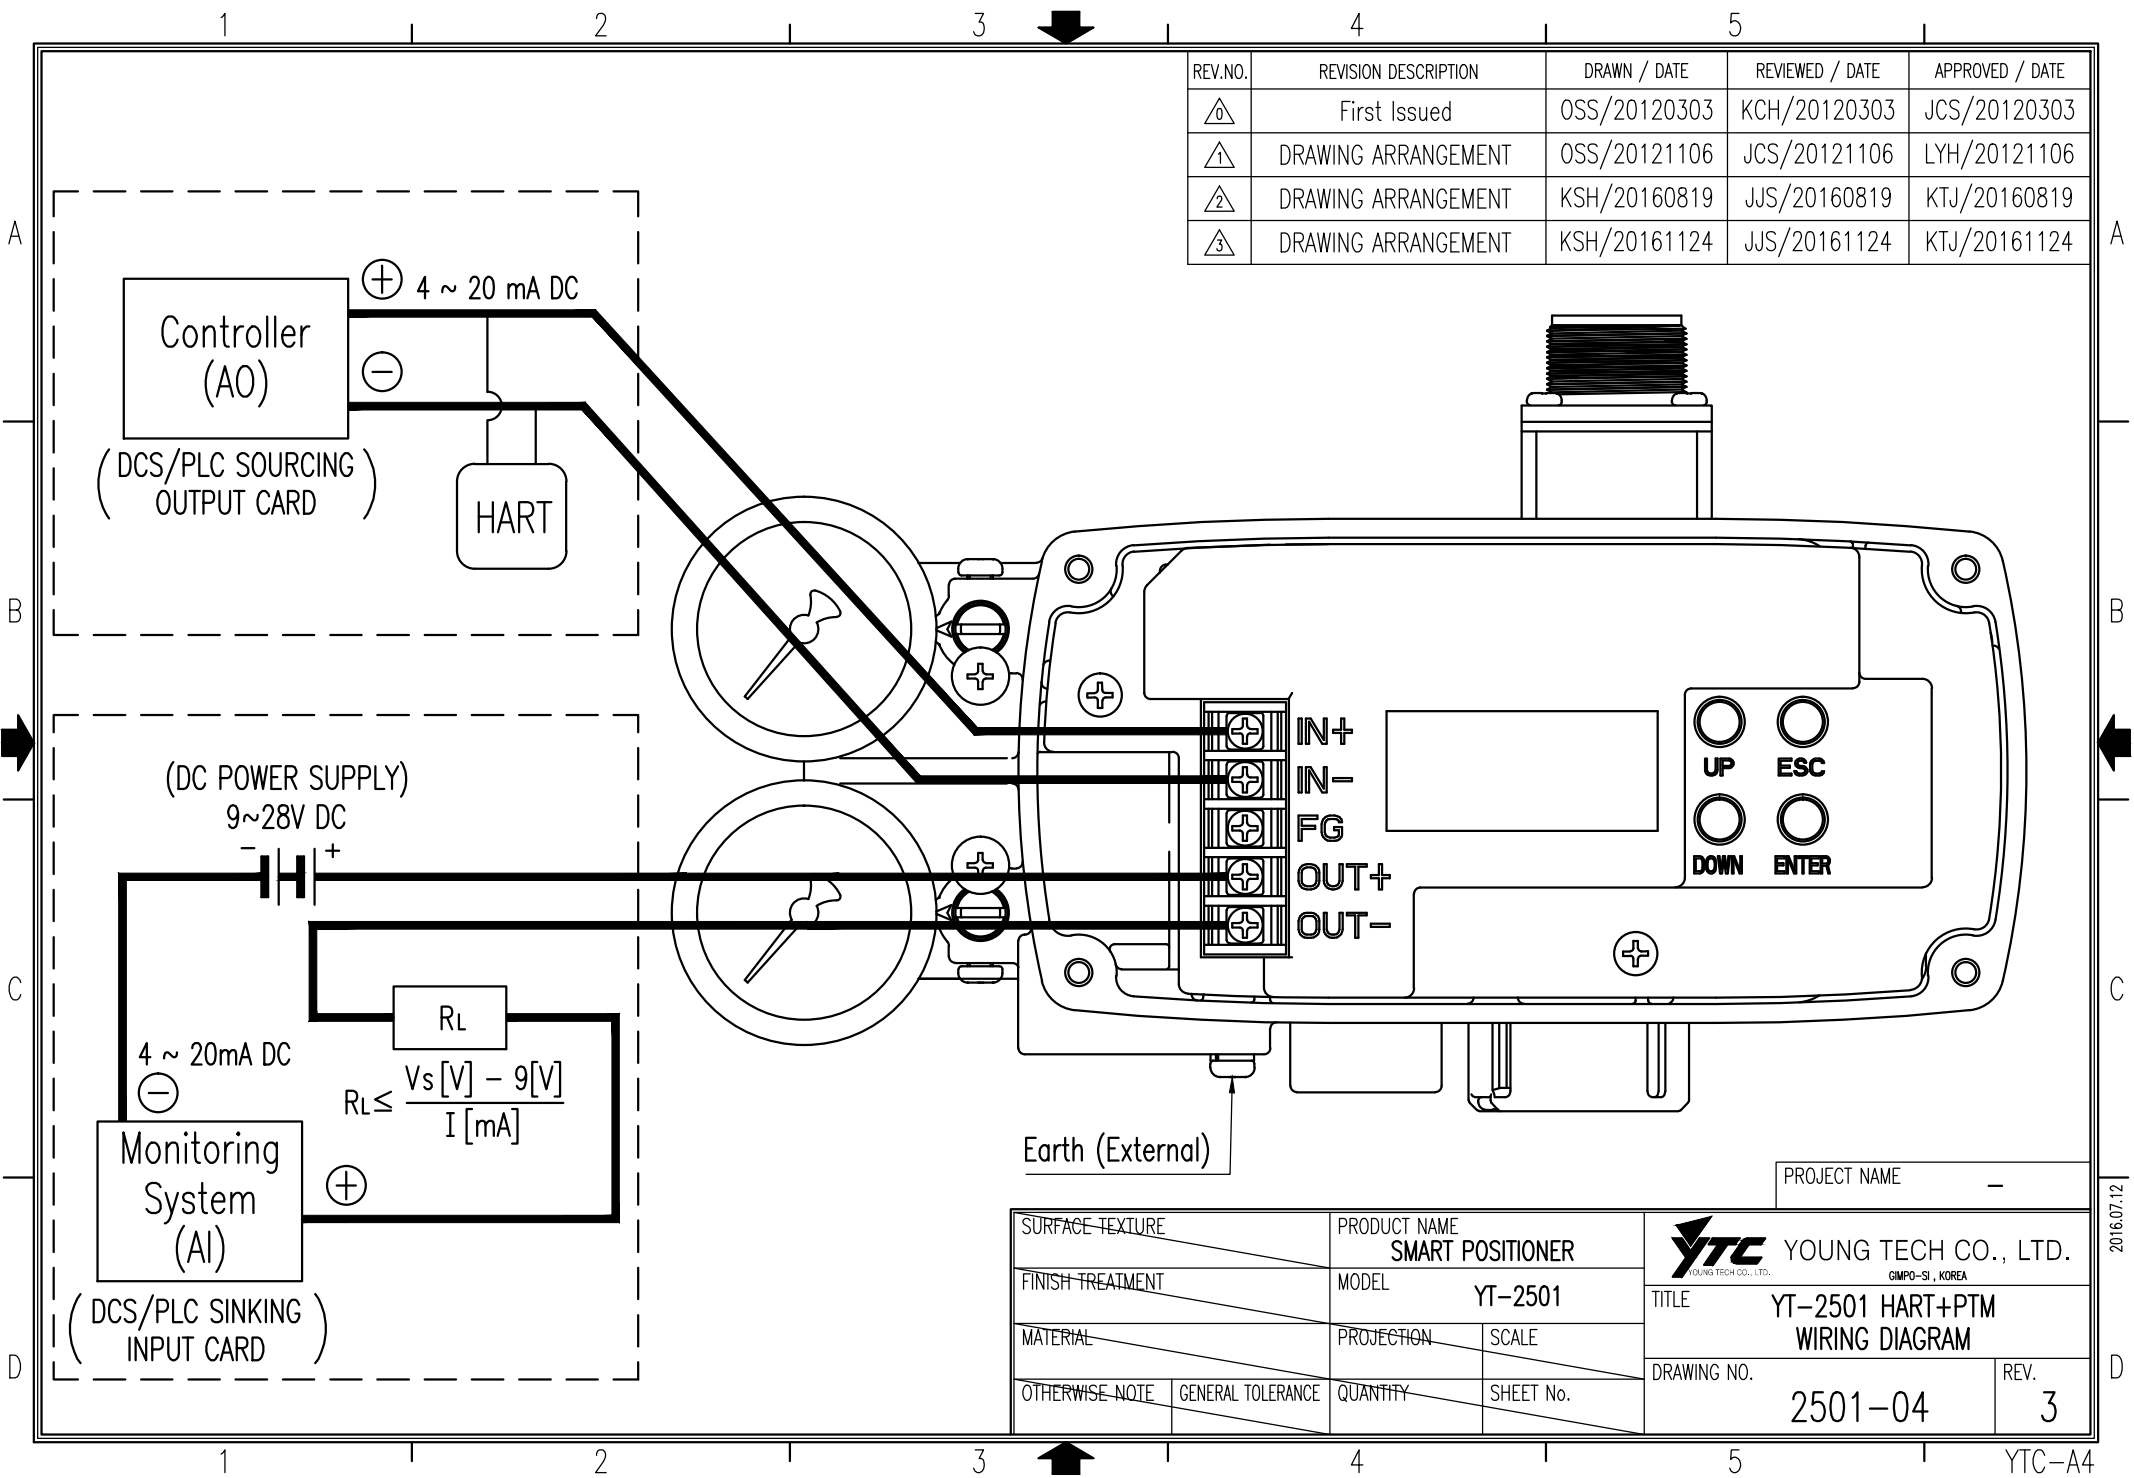 1 2 3 4 5
REV.NO. REVISION DESCRIPTION DRAWN / DATE REVIEWED / DATE APPROVED / DATE
0 First Issued OSS/20120303 KCH/20120303 JCS/20120303
1 DRAWING ARRANGEMENT OSS/20121106 JCS/20121106 LYH/20121106
2 DRAWING ARRANGEMENT KSH/20160819 JJS/20160819 KTJ/20160819
3 DRAWING ARRANGEMENT KSH/20161124 JJS/20161124 KTJ/20161124
A A
+ 4 ~ 20 mA DC
Controller
(AO)
−
(DCS/PLC SOURCING
OUTPUT CARD)
HART
B B
IN+
IN-
FG
OUT+
OUT-
UP ESC
DOWN ENTER
(DC POWER SUPPLY)
9~28V DC
- +
C C
RL
4 ~ 20mA DC
−
RL≤ Vs[V] − 9[V]
I [mA]
Monitoring
System
(AI)
+
(DCS/PLC SINKING
INPUT CARD)
Earth (External)
D D
PROJECT NAME −
2016.07.12
SURFACE TEXTURE
FINISH TREATMENT
MATERIAL
OTHERWISE NOTE GENERAL TOLERANCE
PRODUCT NAME
SMART POSITIONER
MODEL
YT-2501
PROJECTION SCALE
QUANTITY SHEET No.
YTC YOUNG TECH CO., LTD.
YOUNG TECH CO., LTD.
GIMPO-SI , KOREA
TITLE
YT-2501 HART+PTM
WIRING DIAGRAM
DRAWING NO.
2501-04
REV.
3
1 2 3 4 5
YTC-A4